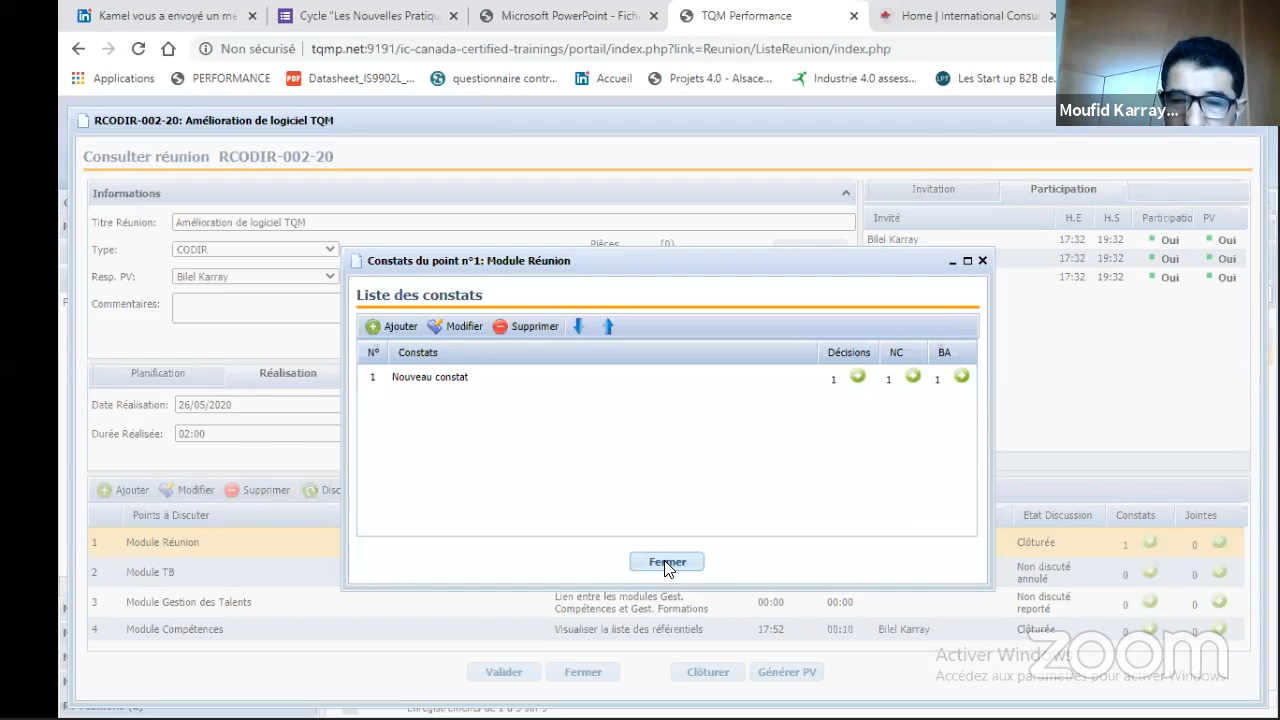 Kamel vous a envoyé un me
Cycle "Les Nouvelles Pratiqu
Microsoft PowerPoint - Fich
TQM Performance
Home | International Consu
Non sécurisé
tqmp.net:9191/ic-canada-certified-trainings/portail/index.php?link=Reunion/ListeReunion/index.php
Applications
PERFORMANCE
Datasheet_IS9902L_...
questionnaire contr...
Accueil
Projets 4.0 - Alsace...
Industrie 4.0 assess...
Les Start up B2B de
Moufid Karray...
RCODIR-002-20: Amélioration de logiciel TQM
Consulter réunion RCODIR-002-20
Informations
Titre Réunion: Amélioration de logiciel TQM
Type: CODIR
Pièces (0)
Resp. PV: Bilel Karray
Commentaires:
Invitation Participation
Invité H.E H.S Participatio PV
Bilel Karray 17:32 19:32 Oui Oui
17:32 19:32 Oui Oui
17:32 19:32 Oui Oui
Constats du point n°1: Module Réunion
Liste des constats
Ajouter Modifier Supprimer
N° Constats Décisions NC BA
1 Nouveau constat 1 1 1
Fermer
Planification Réalisation
Date Réalisation: 26/05/2020
Durée Réalisée: 02:00
Ajouter Modifier Supprimer Disc
Points à Discuter Etat Discussion Constats Jointes
1 Module Réunion Clôturée 1 0
2 Module TB Non discuté annulé 0 0
3 Module Gestion des Talents Lien entre les modules Gest. Compétences et Gest. Formations 00:00 00:00 Non discuté reporté 0 0
4 Module Compétences Visualiser la liste des référentiels 17:52 00:10 Bilel Karray Clôturée
Valider Fermer Clôturer Générer PV
Activer Windows
Accédez aux paramètres pour activer Windows.
zoom